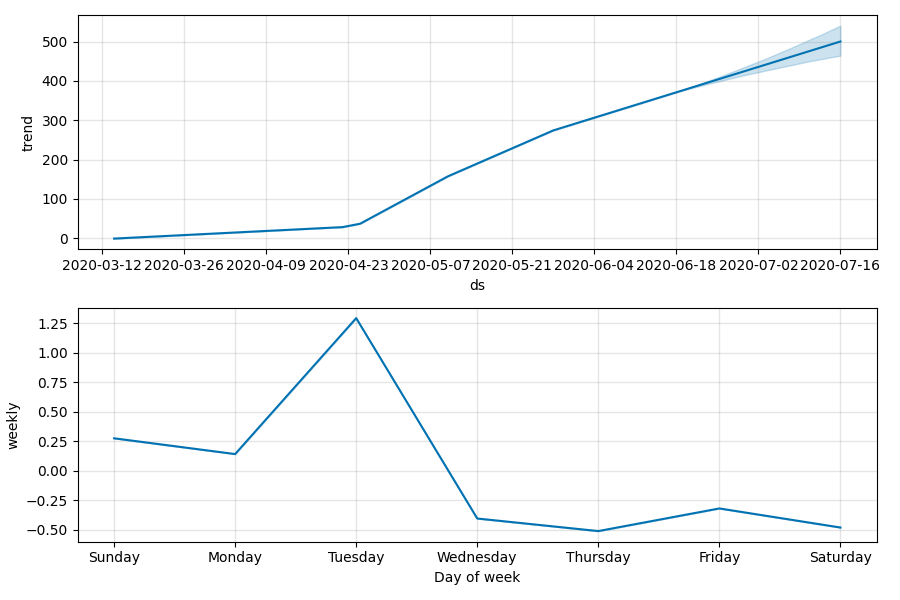 500
400
300
200
100
0
trend
2020-03-12 2020-03-26 2020-04-09 2020-04-23 2020-05-07 2020-05-21 2020-06-04 2020-06-18 2020-07-02 2020-07-16
ds
1.25
1.00
0.75
0.50
0.25
0.00
−0.25
−0.50
weekly
Sunday Monday Tuesday Wednesday Thursday Friday Saturday
Day of week